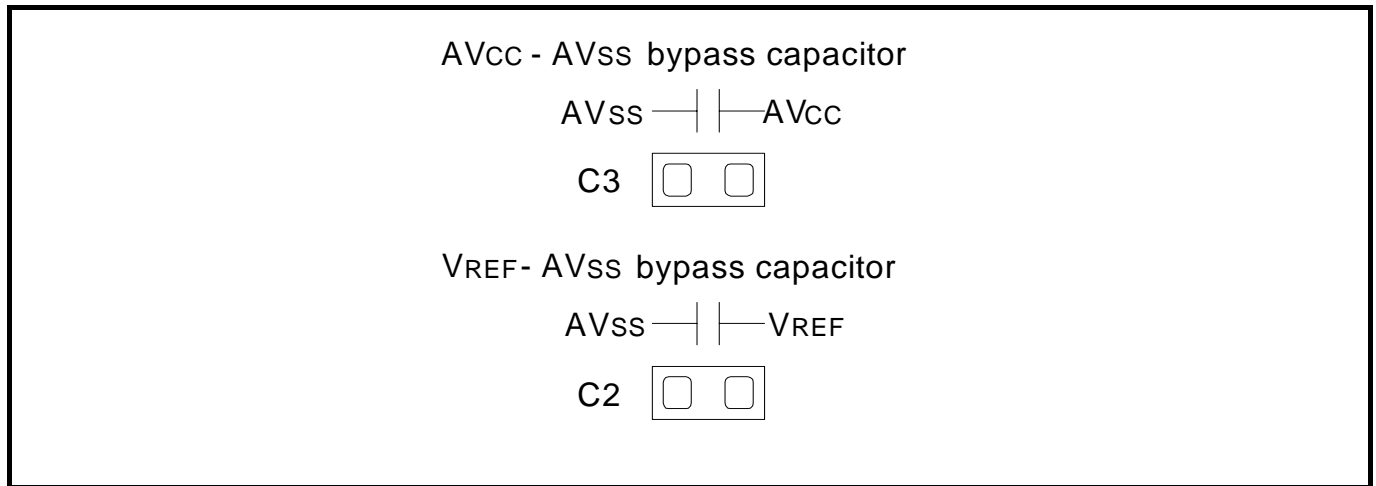 AVCC - AVSS bypass capacitor
AVSS AVCC
C3
VREF- AVSS bypass capacitor
AVSS VREF
C2